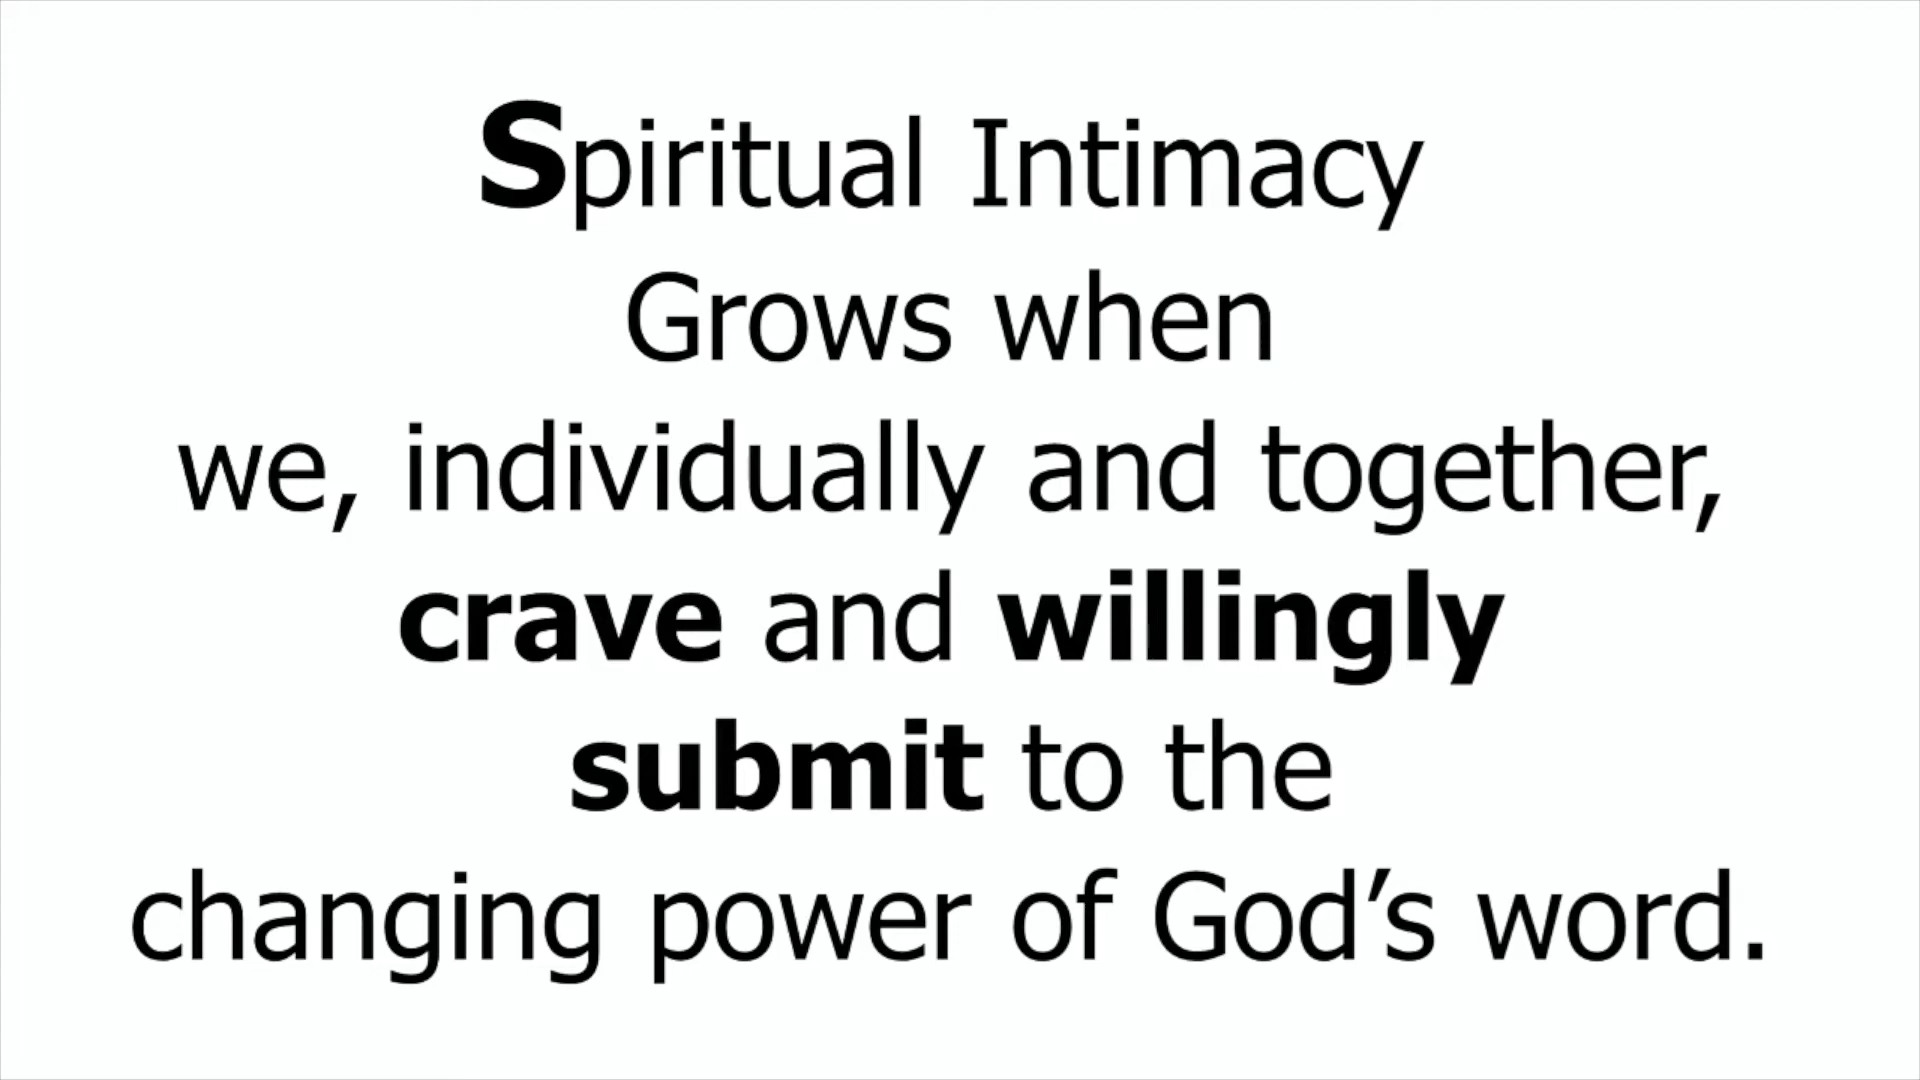 Spiritual Intimacy
Grows when
we, individually and together,
crave and willingly
submit to the
changing power of God’s word.